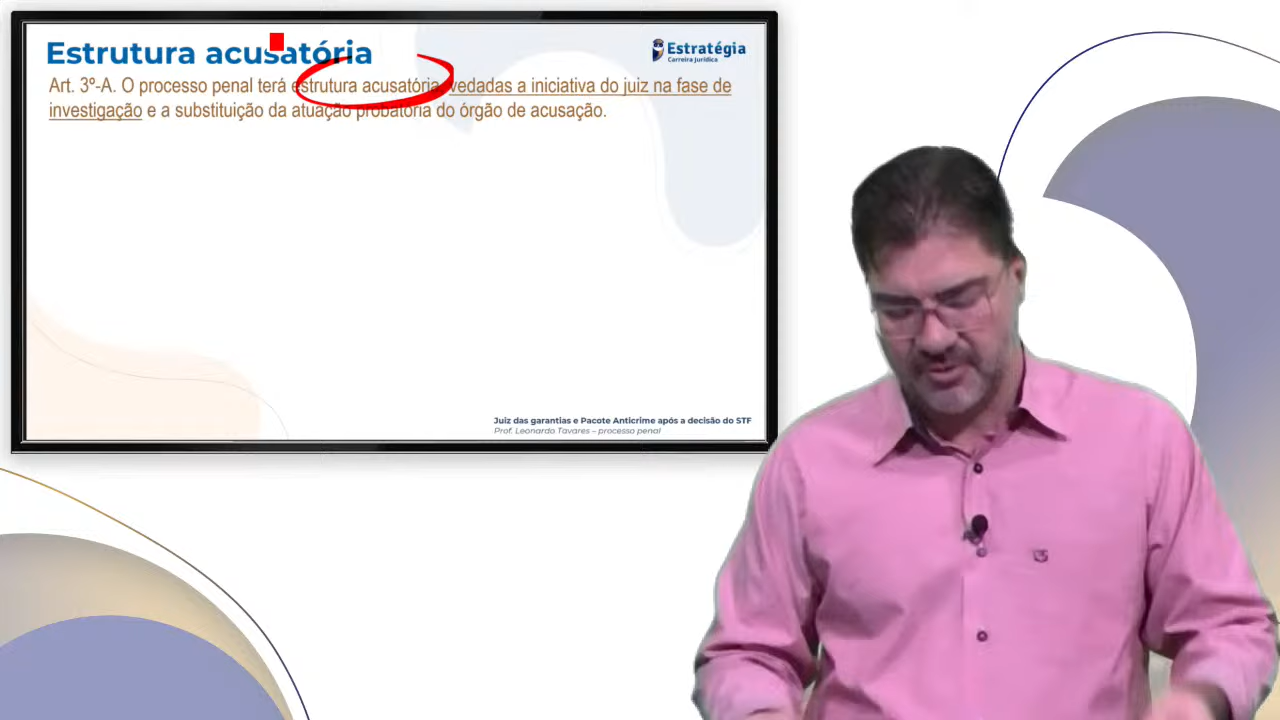 Estrutura acusatória
Estratégia
Carreira Jurídica
Art. 3º-A. O processo penal terá estrutura acusatória, vedadas a iniciativa do juiz na fase de
investigação e a substituição da atuação probatória do órgão de acusação.
Juiz das garantias e Pacote Anticrime após a decisão do STF
Prof. Leonardo Tavares – processo penal